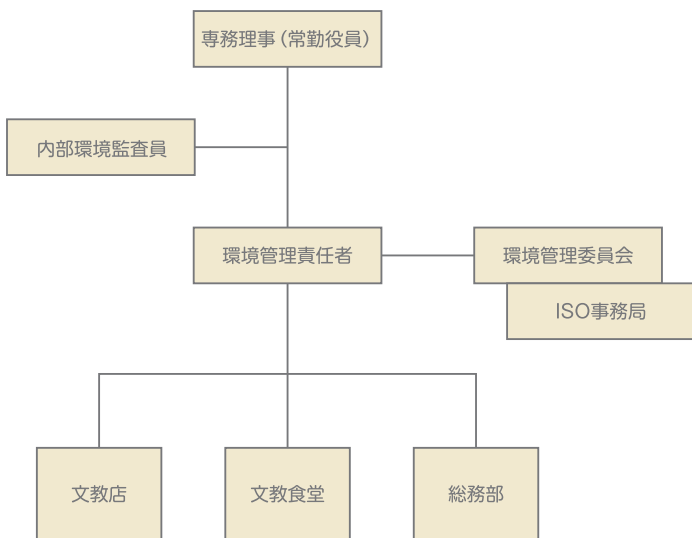 専務理事（常勤役員）
内部環境監査員
環境管理責任者
環境管理委員会
ISO事務局
文教店
文教食堂
総務部